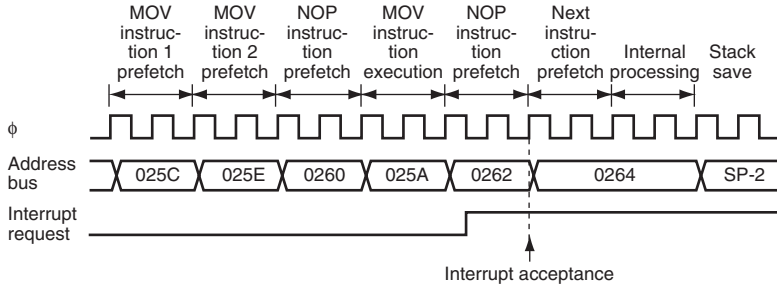 MOV instruc- tion 1 prefetch
MOV instruc- tion 2 prefetch
NOP instruc- tion prefetch
MOV instruc- tion execution
NOP instruc- tion prefetch
Next instru- ction prefetch
Internal processing
Stack save
φ
Address bus
025C 025E 0260 025A 0262 0264 SP-2
Interrupt request
Interrupt acceptance